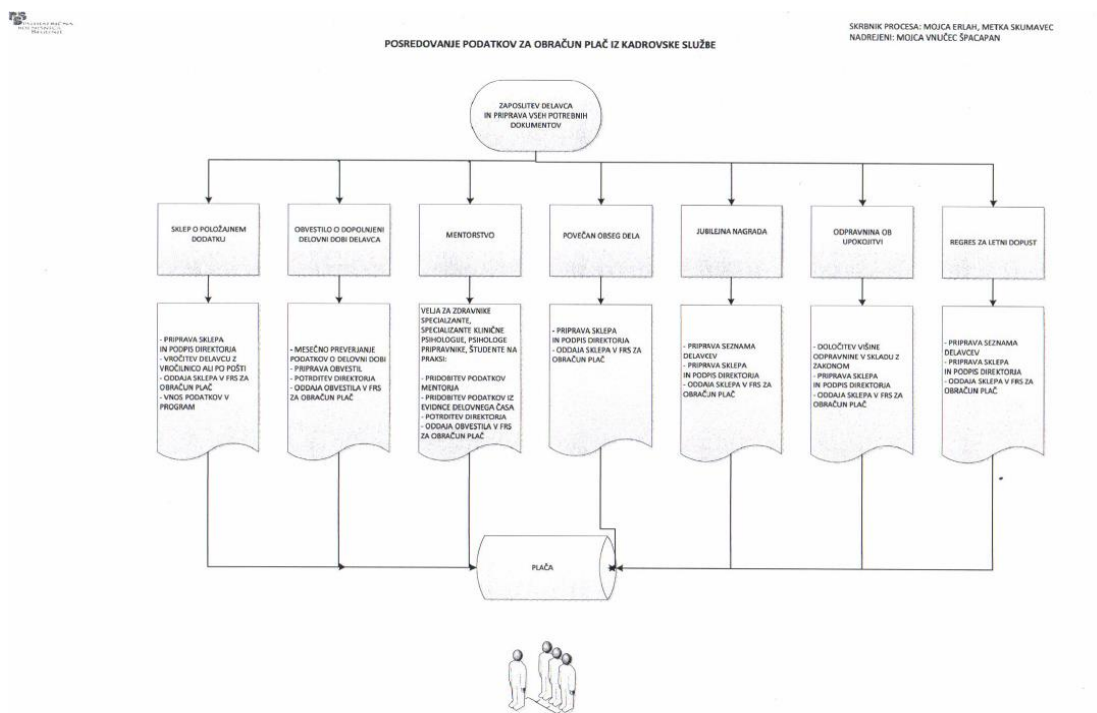 SKRBNIK PROCESA: MOJCA ERLAH, METKA SKUMAVEC
NADREJENI: MOJCA VNUČEC ŠPACAPAN
POSREDOVANJE PODATKOV ZA OBRAČUN PLAČ IZ KADROVSKE SLUŽBE
ZAPOSLITEV DELAVCA
IN PRIPRAVA VSEH POTREBNIH
DOKUMENTOV
SKLEP O POLOŽAJNEM
DODATKU
OBVESTILO O DOPOLNJENI
DELOVNI DOBI DELAVCA
MENTORSTVO
POVEČAN OBSEG DELA
JUBILEJNA NAGRADA
ODPRAVNINA OB
UPOKOJITVI
REGRES ZA LETNI DOPUST
- PRIPRAVA SKLEPA
IN PODPIS DIREKTORJA
- VROČITEV DELAVCU Z
VROČILNICO ALI PO POŠTI
- ODDAJA SKLEPA V FRS ZA
OBRAČUN PLAČ
- VNOS PODATKOV V
PROGRAM
- MESEČNO PREVERJANJE
PODATKOV O DELOVNI DOBI
- PRIPRAVA OBVESTIL
- POTRDITEV DIREKTORJA
- ODDAJA OBVESTILA V FRS
ZA OBRAČUN PLAČ
VELJA ZA ZDRAVNIKE
SPECIALZANTE,
SPECIALIZANTE KLINIČNE
PSIHOLOGIJE, PSIHOLOGE
PRIPRAVNIKE, ŠTUDENTE NA
PRAKSI:
- PRIDOBITEV PODATKOV
MENTORJA
- PRIDOBITEV PODATKOV IZ
EVIDNCE DELOVNEGA ČASA
- POTRDITEV DIREKTORJA
- ODDAJA OBVESTILA V FRS
ZA OBRAČUN PLAČ
- PRIPRAVA SKLEPA
IN PODPIS DIREKTORJA
- ODDAJA SKLEPA V FRS ZA
OBRAČUN PLAČ
- PRIPRAVA SEZNAMA
DELAVCEV
- PRIPRAVA SKLEPA
IN PODPIS DIREKTORJA
- ODDAJA SKLEPA V FRS ZA
OBRAČUN PLAČ
- DOLOČITEV VIŠINE
ODPRAVNINE V SKLADU Z
ZAKONOM
- PRIPRAVA SKLEPA
IN PODPIS DIREKTORJA
- ODDAJA SKLEPA V FRS ZA
OBRAČUN PLAČ
- PRIPRAVA SEZNAMA
DELAVCEV
- PRIPRAVA SKLEPA
IN PODPIS DIREKTORJA
- ODDAJA SKLEPA V FRS ZA
OBRAČUN PLAČ
PLAČA